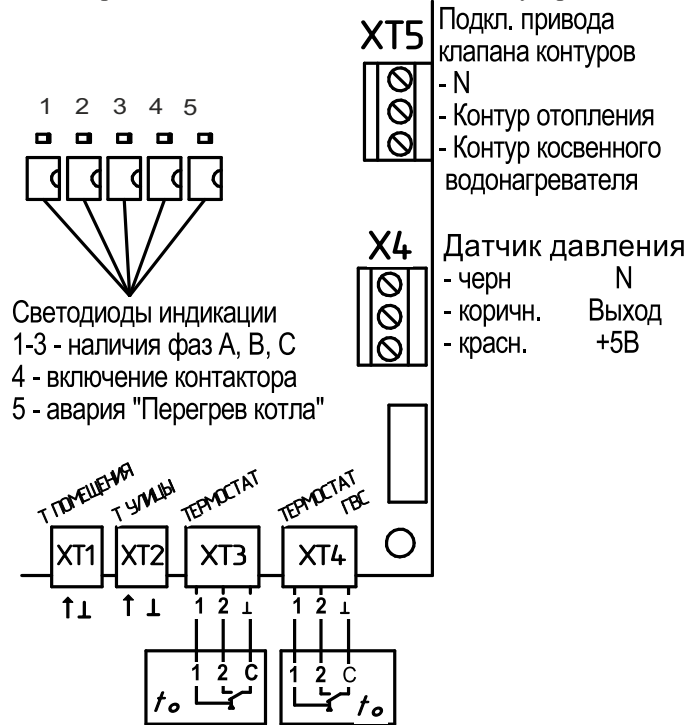 XT5
Подкл. привода
клапана контуров
- N
- Контур отопления
- Контур косвенного
водонагревателя
1 2 3 4 5
X4
Датчик давления
- черн N
- коричн. Выход
- красн. +5В
Светодиоды индикации
1-3 - наличия фаз А, В, С
4 - включение контактора
5 - авария "Перегрев котла"
Т ПОМЕЩЕНИЯ
Т УЛИЦЫ
ТЕРМОСТАТ
ТЕРМОСТАТ
ГВС
XT1 XT2 XT3 XT4
↑⊥ ↑ ⊥ 1 2 ⊥ 1 2 ⊥
1 2 C 1 2 C
to to